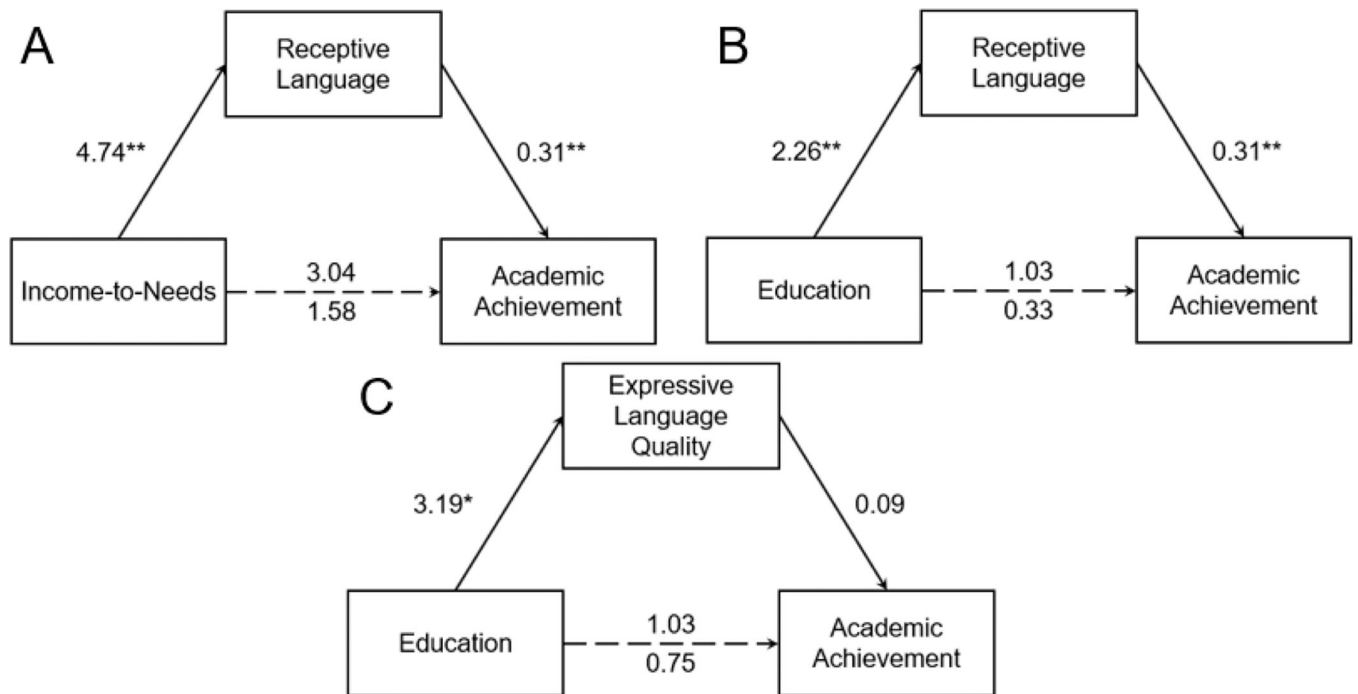 A
Receptive
Language
4.74**
0.31**
Income-to-Needs
3.04
1.58
Academic
Achievement
B
Receptive
Language
2.26**
0.31**
Education
1.03
0.33
Academic
Achievement
C
Expressive
Language
Quality
3.19*
0.09
Education
1.03
0.75
Academic
Achievement